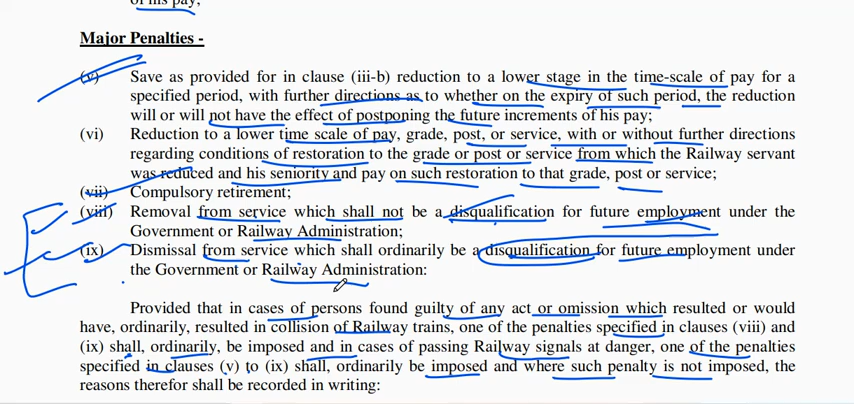 of his pay;
Major Penalties -
(v) Save as provided for in clause (iii-b) reduction to a lower stage in the time-scale of pay for a
specified period, with further directions as to whether on the expiry of such period, the reduction
will or will not have the effect of postponing the future increments of his pay;
(vi) Reduction to a lower time scale of pay, grade, post, or service, with or without further directions
regarding conditions of restoration to the grade or post or service from which the Railway servant
was reduced and his seniority and pay on such restoration to that grade, post or service;
(vii) Compulsory retirement;
(viii) Removal from service which shall not be a disqualification for future employment under the
Government or Railway Administration;
(ix) Dismissal from service which shall ordinarily be a disqualification for future employment under
the Government or Railway Administration:
Provided that in cases of persons found guilty of any act or omission which resulted or would
have, ordinarily, resulted in collision of Railway trains, one of the penalties specified in clauses (viii) and
(ix) shall, ordinarily, be imposed and in cases of passing Railway signals at danger, one of the penalties
specified in clauses (v) to (ix) shall, ordinarily be imposed and where such penalty is not imposed, the
reasons therefor shall be recorded in writing: